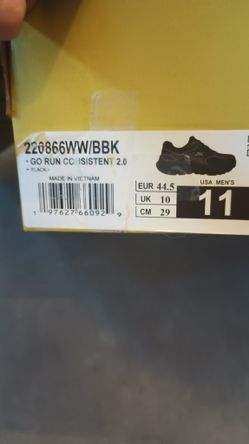 220866WW/BBK
• GO RUN CONSISTENT 2.0
• BLACK/
MADE IN VIETNAM
1 97627 66092 9
EUR 44.5
UK 10
CM 29
USA MEN'S
11